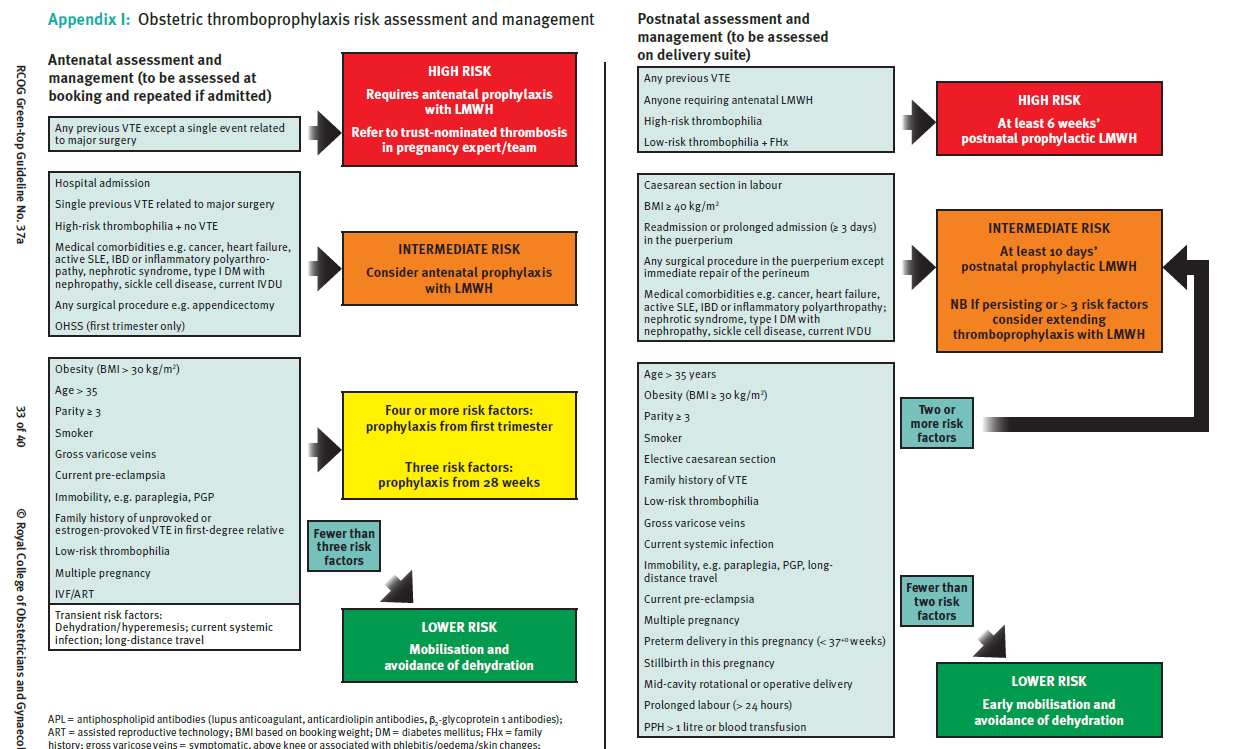 Appendix I: Obstetric thromboprophylaxis risk assessment and management
Antenatal assessment and
management (to be assessed at
booking and repeated if admitted)
Any previous VTE except a single event related
to major surgery
HIGH RISK
Requires antenatal prophylaxis
with LMWH
Refer to trust-nominated thrombosis
in pregnancy expert/team
Hospital admission
Single previous VTE related to major surgery
High-risk thrombophilia + no VTE
Medical comorbidities e.g. cancer, heart failure,
active SLE, IBD or inflammatory polyarthro-
pathy, nephrotic syndrome, type I DM with
nephropathy, sickle cell disease, current IVDU
Any surgical procedure e.g. appendicectomy
OHSS (first trimester only)
INTERMEDIATE RISK
Consider antenatal prophylaxis
with LMWH
Obesity (BMI > 30 kg/m²)
Age > 35
Parity ≥ 3
Smoker
Gross varicose veins
Current pre-eclampsia
Immobility, e.g. paraplegia, PGP
Family history of unprovoked or
estrogen-provoked VTE in first-degree relative
Low-risk thrombophilia
Multiple pregnancy
IVF/ART
Transient risk factors:
Dehydration/hyperemesis; current systemic
infection; long-distance travel
Four or more risk factors:
prophylaxis from first trimester
Three risk factors:
prophylaxis from 28 weeks
Fewer than
three risk
factors
LOWER RISK
Mobilisation and
avoidance of dehydration
APL = antiphospholipid antibodies (lupus anticoagulant, anticardiolipin antibodies, β₂-glycoprotein 1 antibodies);
ART = assisted reproductive technology; BMI based on booking weight; DM = diabetes mellitus; FHx = family
history; gross varicose veins = symptomatic, above knee or associated with phlebitis/oedema/skin changes;
Postnatal assessment and
management (to be assessed
on delivery suite)
Any previous VTE
Anyone requiring antenatal LMWH
High-risk thrombophilia
Low-risk thrombophilia + FHx
HIGH RISK
At least 6 weeks'
postnatal prophylactic LMWH
Caesarean section in labour
BMI ≥ 40 kg/m²
Readmission or prolonged admission (≥ 3 days)
in the puerperium
Any surgical procedure in the puerperium except
immediate repair of the perineum
Medical comorbidities e.g. cancer, heart failure,
active SLE, IBD or inflammatory polyarthropathy;
nephrotic syndrome, type I DM with
nephropathy, sickle cell disease, current IVDU
INTERMEDIATE RISK
At least 10 days'
postnatal prophylactic LMWH
NB If persisting or > 3 risk factors
consider extending
thromboprophylaxis with LMWH
Age > 35 years
Obesity (BMI ≥ 30 kg/m²)
Parity ≥ 3
Smoker
Elective caesarean section
Family history of VTE
Low-risk thrombophilia
Gross varicose veins
Current systemic infection
Immobility, e.g. paraplegia, PGP, long-
distance travel
Current pre-eclampsia
Multiple pregnancy
Preterm delivery in this pregnancy (< 37⁺⁰ weeks)
Stillbirth in this pregnancy
Mid-cavity rotational or operative delivery
Prolonged labour (> 24 hours)
PPH > 1 litre or blood transfusion
Two or
more risk
factors
Fewer than
two risk
factors
LOWER RISK
Early mobilisation and
avoidance of dehydration
RCOG Green-top Guideline No. 37a
33 of 40
© Royal College of Obstetricians and Gynaecol